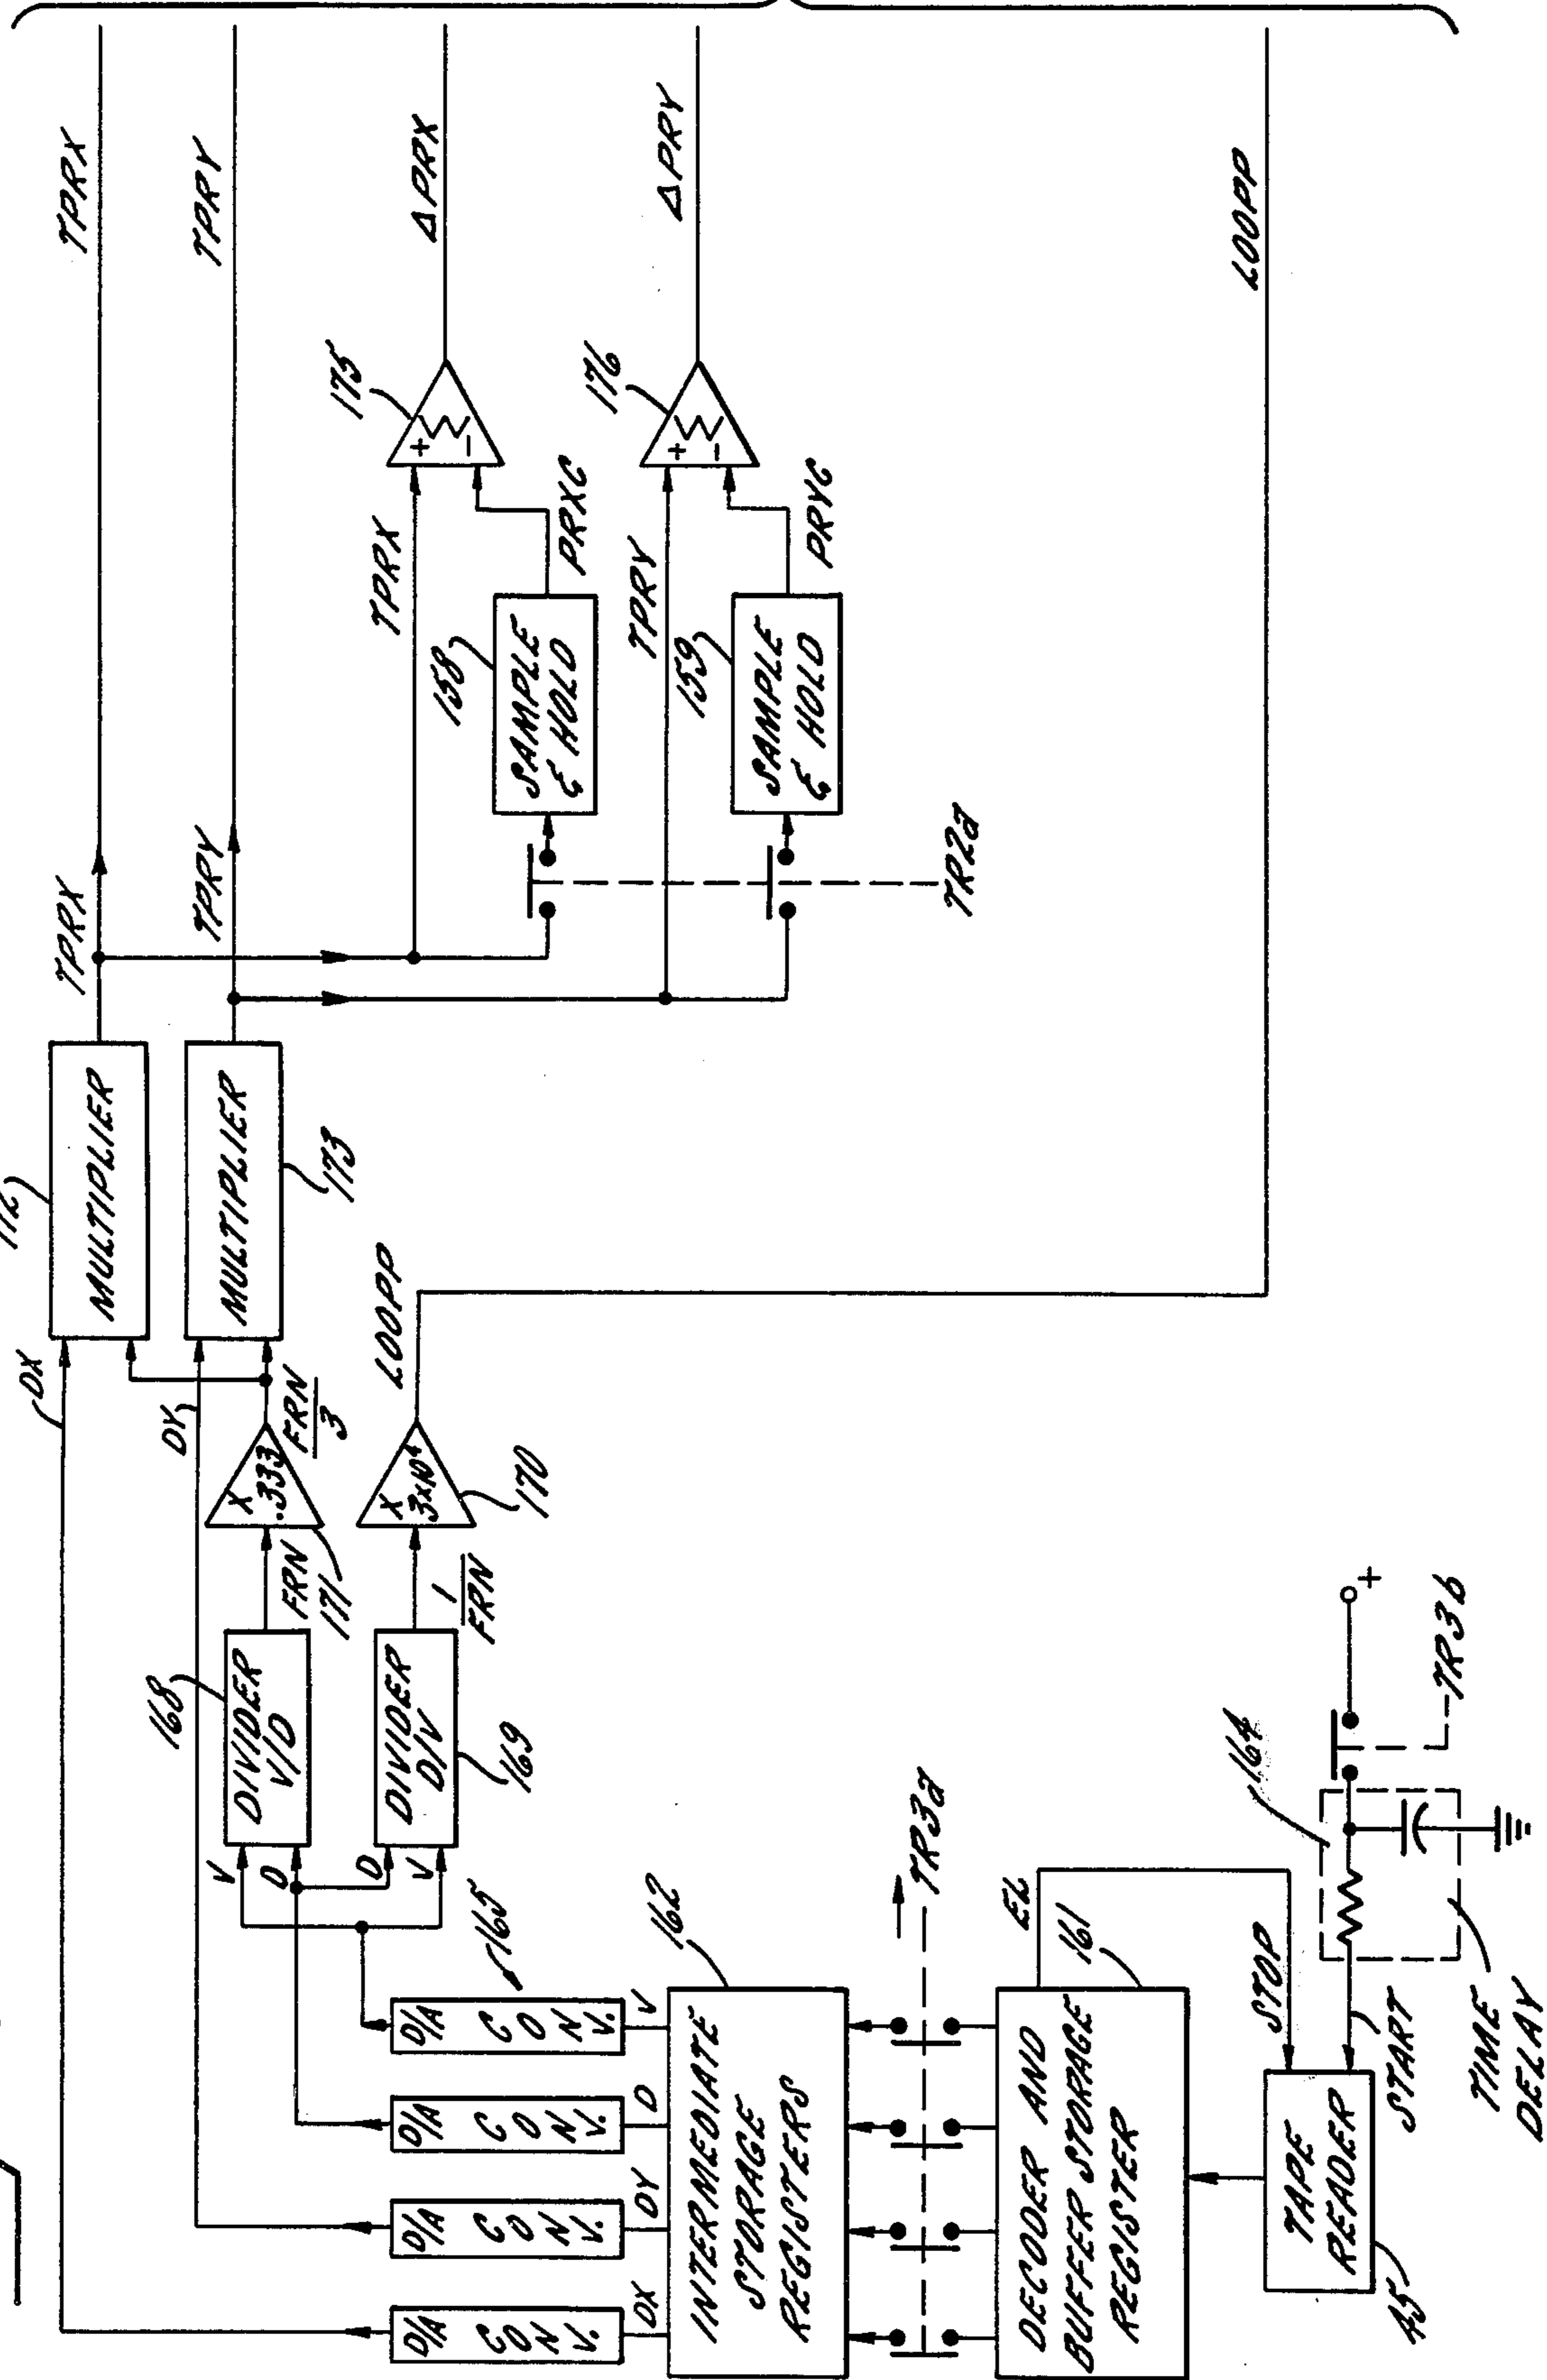 TPRX
TPRX
TPRY
TPRY
ΔPRX
ΔPRY
LOOPP
MULTIPLIER
MULTIPLIER
173
DX
DY
175
+
Σ
-
176
+
Σ
-
TPRX
PRXC
158
SAMPLE
& HOLD
TPRY
PRYC
159
SAMPLE
& HOLD
TR2a
X
.333
FRN
3
171
FRN
LOOPP
X
170
1
FRN
168
DIVIDER
V/D
V
D
DIVIDER
D/V
169
D
V
165
D/A
CONV.
D/A
CONV.
D/A
CONV.
D/A
CONV.
DX
DY
D
V
162
INTERMEDIATE
STORAGE
REGISTERS
TR3a
DECODER AND
BUFFER STORAGE
REGISTER
161
EL
STOP
START
TAPE
READER
45
TIME
DELAY
164
TR3b
+